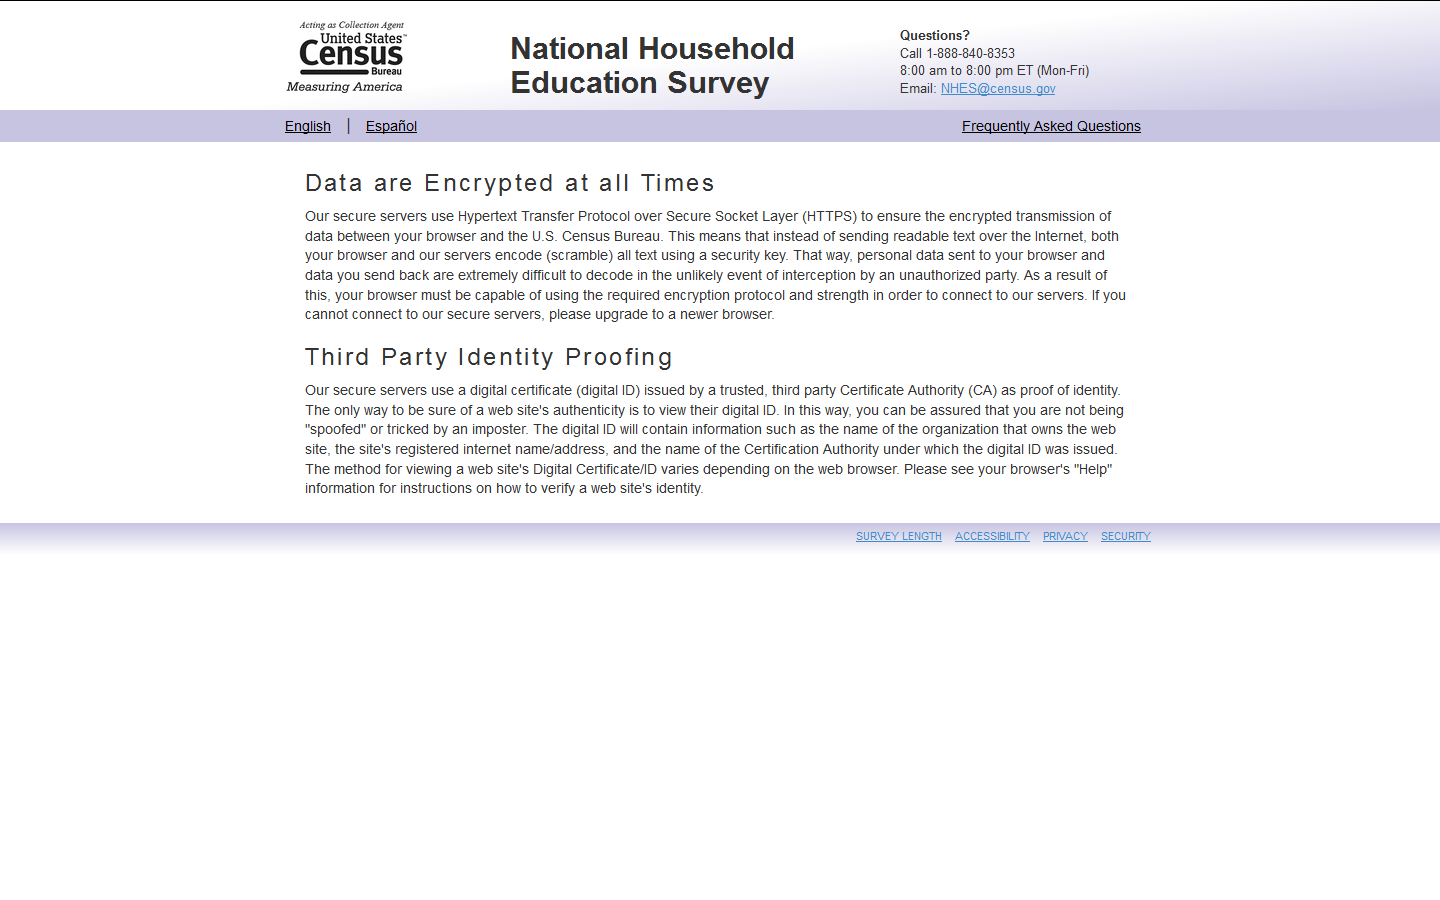 Acting as Collection Agent
United States™
Census
Bureau
Measuring America
National Household
Education Survey
Questions?
Call 1-888-840-8353
8:00 am to 8:00 pm ET (Mon-Fri)
Email: NHES@census.gov
English | Español
Frequently Asked Questions
Data are Encrypted at all Times
Our secure servers use Hypertext Transfer Protocol over Secure Socket Layer (HTTPS) to ensure the encrypted transmission of
data between your browser and the U.S. Census Bureau. This means that instead of sending readable text over the Internet, both
your browser and our servers encode (scramble) all text using a security key. That way, personal data sent to your browser and
data you send back are extremely difficult to decode in the unlikely event of interception by an unauthorized party. As a result of
this, your browser must be capable of using the required encryption protocol and strength in order to connect to our servers. If you
cannot connect to our secure servers, please upgrade to a newer browser.
Third Party Identity Proofing
Our secure servers use a digital certificate (digital ID) issued by a trusted, third party Certificate Authority (CA) as proof of identity.
The only way to be sure of a web site's authenticity is to view their digital ID. In this way, you can be assured that you are not being
"spoofed" or tricked by an imposter. The digital ID will contain information such as the name of the organization that owns the web
site, the site's registered internet name/address, and the name of the Certification Authority under which the digital ID was issued.
The method for viewing a web site's Digital Certificate/ID varies depending on the web browser. Please see your browser's "Help"
information for instructions on how to verify a web site's identity.
SURVEY LENGTH ACCESSIBILITY PRIVACY SECURITY